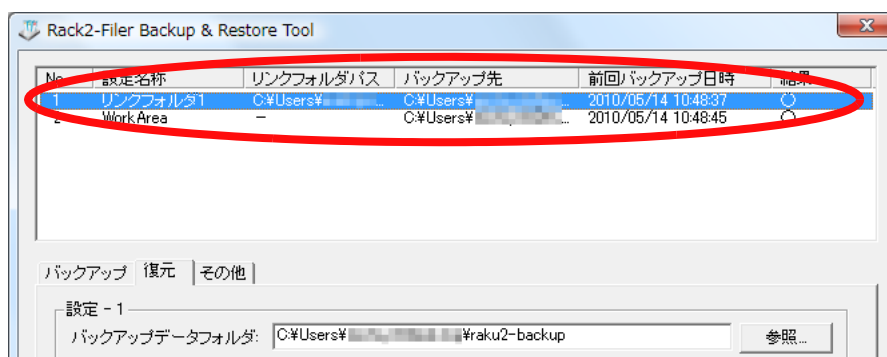 Rack2-Filer Backup & Restore Tool
No 設定名称 リンクフォルダパス バックアップ先 前回バックアップ日時 結果
1 リンクフォルダ1 C:¥Users¥ ... C:¥Users¥ ... 2010/05/14 10:48:37 ○
2 WorkArea － C:¥Users¥ ... 2010/05/14 10:48:45 ○
バックアップ 復元 その他
設定 - 1
バックアップデータフォルダ: C:¥Users¥ ¥raku2-backup 参照...